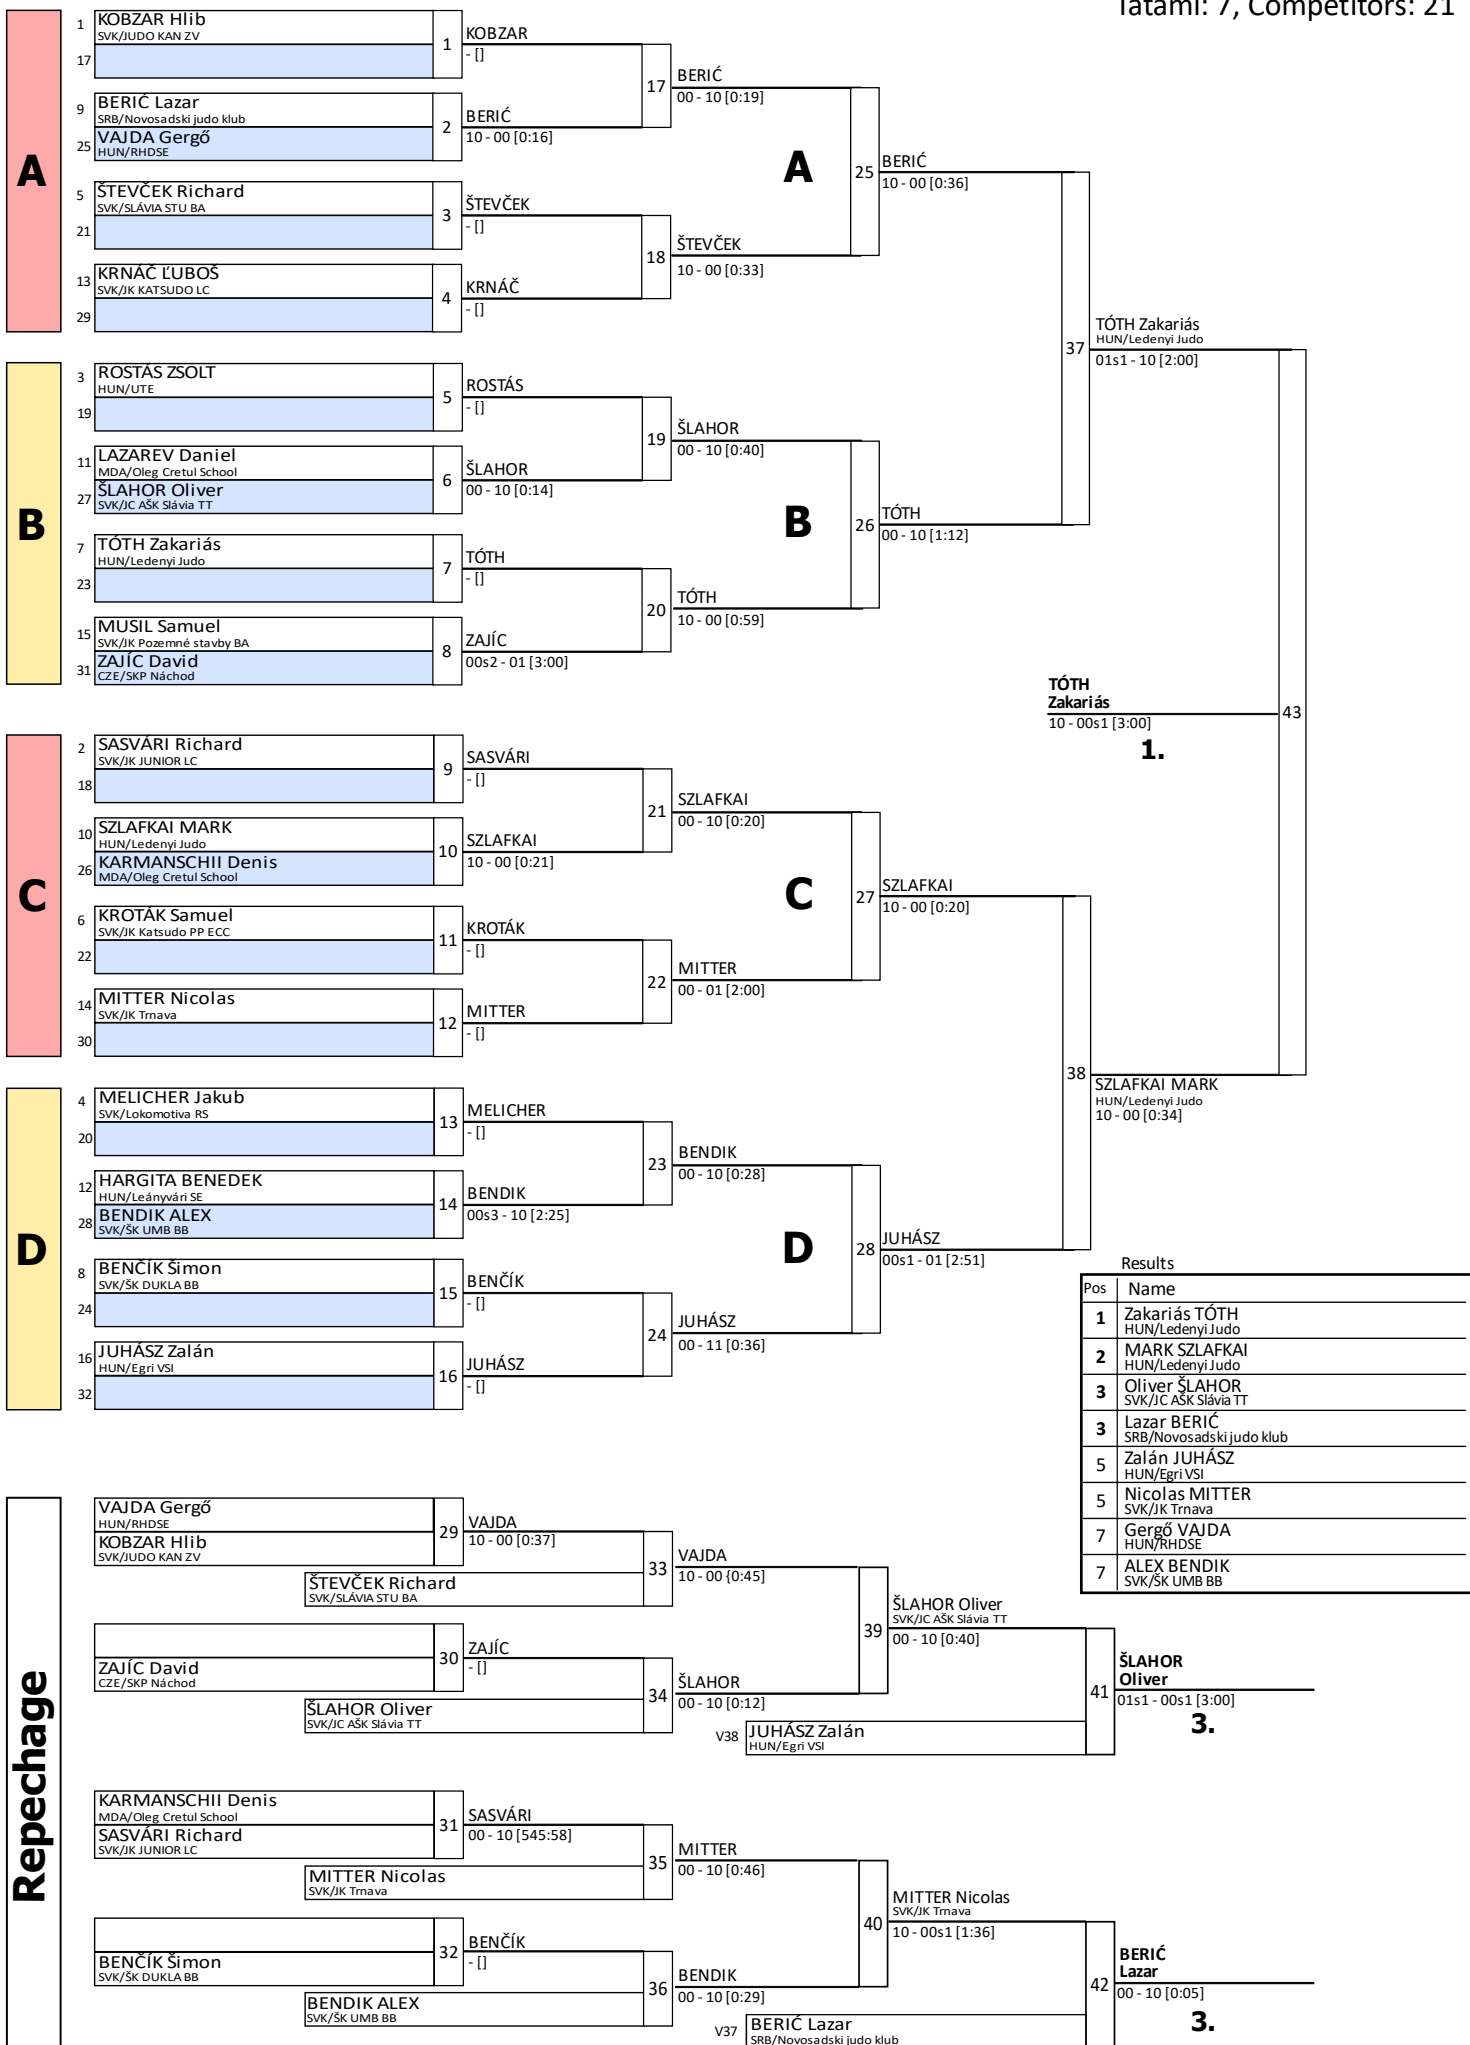 Tatami: 7, Competitors: 21
A
1 KOBZAR Hlib
SVK/JUDO KAN ZV
17
1
KOBZAR
- []
9 BERIĆ Lazar
SRB/Novosadski judo klub
25 VAJDA Gergő
HUN/RHDSE
2
BERIĆ
10 - 00 [0:16]
17
BERIĆ
00 - 10 [0:19]
5 ŠTEVČEK Richard
SVK/SLÁVIA STU BA
21
3
ŠTEVČEK
- []
13 KRNÁČ ĽUBOŠ
SVK/JK KATSUDO LC
29
4
KRNÁČ
- []
18
ŠTEVČEK
10 - 00 [0:33]
A
25
BERIĆ
10 - 00 [0:36]
B
3 ROSTÁS ZSOLT
HUN/UTE
19
5
ROSTÁS
- []
11 LAZAREV Daniel
MDA/Oleg Cretul School
27 ŠLAHOR Oliver
SVK/JC AŠK Slávia TT
6
ŠLAHOR
00 - 10 [0:14]
19
ŠLAHOR
00 - 10 [0:40]
7 TÓTH Zakariás
HUN/Ledenyi Judo
23
7
TÓTH
- []
15 MUSIL Samuel
SVK/JK Pozemné stavby BA
31 ZAJÍC David
CZE/SKP Náchod
8
ZAJÍC
00s2 - 01 [3:00]
20
TÓTH
10 - 00 [0:59]
B
26
TÓTH
00 - 10 [1:12]
37
TÓTH Zakariás
HUN/Ledenyi Judo
01s1 - 10 [2:00]
TÓTH
Zakariás
10 - 00s1 [3:00]
1.
43
C
2 SASVÁRI Richard
SVK/JK JUNIOR LC
18
9
SASVÁRI
- []
10 SZLAFKAI MARK
HUN/Ledenyi Judo
26 KARMANSCHII Denis
MDA/Oleg Cretul School
10
SZLAFKAI
10 - 00 [0:21]
21
SZLAFKAI
00 - 10 [0:20]
6 KROTÁK Samuel
SVK/JK Katsudo PP ECC
22
11
KROTÁK
- []
14 MITTER Nicolas
SVK/JK Trnava
30
12
MITTER
- []
22
MITTER
00 - 01 [2:00]
C
27
SZLAFKAI
10 - 00 [0:20]
D
4 MELICHER Jakub
SVK/Lokomotiva RS
20
13
MELICHER
- []
12 HARGITA BENEDEK
HUN/Leányvári SE
28 BENDIK ALEX
SVK/ŠK UMB BB
14
BENDIK
00s3 - 10 [2:25]
23
BENDIK
00 - 10 [0:28]
8 BENČÍK Šimon
SVK/ŠK DUKLA BB
24
15
BENČÍK
- []
16 JUHÁSZ Zalán
HUN/Egri VSI
32
16
JUHÁSZ
- []
24
JUHÁSZ
00 - 11 [0:36]
D
28
JUHÁSZ
00s1 - 01 [2:51]
38
SZLAFKAI MARK
HUN/Ledenyi Judo
10 - 00 [0:34]
Results
Pos Name
1 Zakariás TÓTH
HUN/Ledenyi Judo
2 MARK SZLAFKAI
HUN/Ledenyi Judo
3 Oliver ŠLAHOR
SVK/JC AŠK Slávia TT
3 Lazar BERIĆ
SRB/Novosadski judo klub
5 Zalán JUHÁSZ
HUN/Egri VSI
5 Nicolas MITTER
SVK/JK Trnava
7 Gergő VAJDA
HUN/RHDSE
7 ALEX BENDIK
SVK/ŠK UMB BB
Repechage
VAJDA Gergő
HUN/RHDSE
KOBZAR Hlib
SVK/JUDO KAN ZV
29
VAJDA
10 - 00 [0:37]
ŠTEVČEK Richard
SVK/SLÁVIA STU BA
33
VAJDA
10 - 00 {0:45]
ZAJÍC David
CZE/SKP Náchod
30
ZAJÍC
- []
ŠLAHOR Oliver
SVK/JC AŠK Slávia TT
34
ŠLAHOR
00 - 10 [0:12]
39
ŠLAHOR Oliver
SVK/JC AŠK Slávia TT
00 - 10 [0:40]
V38 JUHÁSZ Zalán
HUN/Egri VSI
41
ŠLAHOR
Oliver
01s1 - 00s1 [3:00]
3.
KARMANSCHII Denis
MDA/Oleg Cretul School
SASVÁRI Richard
SVK/JK JUNIOR LC
31
SASVÁRI
00 - 10 [545:58]
MITTER Nicolas
SVK/JK Trnava
35
MITTER
00 - 10 [0:46]
BENČÍK Šimon
SVK/ŠK DUKLA BB
32
BENČÍK
- []
BENDIK ALEX
SVK/ŠK UMB BB
36
BENDIK
00 - 10 [0:29]
40
MITTER Nicolas
SVK/JK Trnava
10 - 00s1 [1:36]
V37 BERIĆ Lazar
SRB/Novosadski judo klub
42
BERIĆ
Lazar
00 - 10 [0:05]
3.